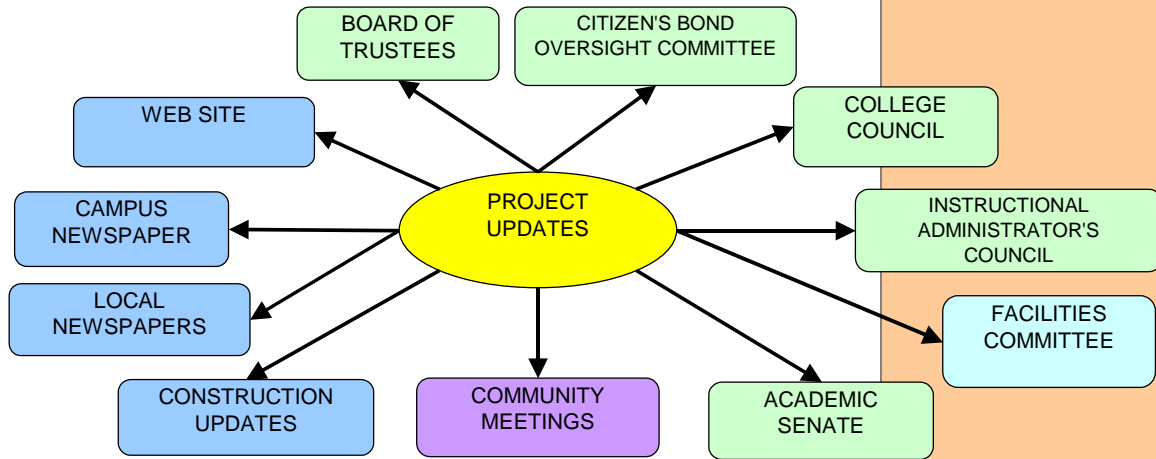 BOARD OF
TRUSTEES
CITIZEN'S BOND
OVERSIGHT COMMITTEE
WEB SITE
COLLEGE
COUNCIL
CAMPUS
NEWSPAPER
PROJECT
UPDATES
INSTRUCTIONAL
ADMINISTRATOR'S
COUNCIL
LOCAL
NEWSPAPERS
FACILITIES
COMMITTEE
CONSTRUCTION
UPDATES
COMMUNITY
MEETINGS
ACADEMIC
SENATE